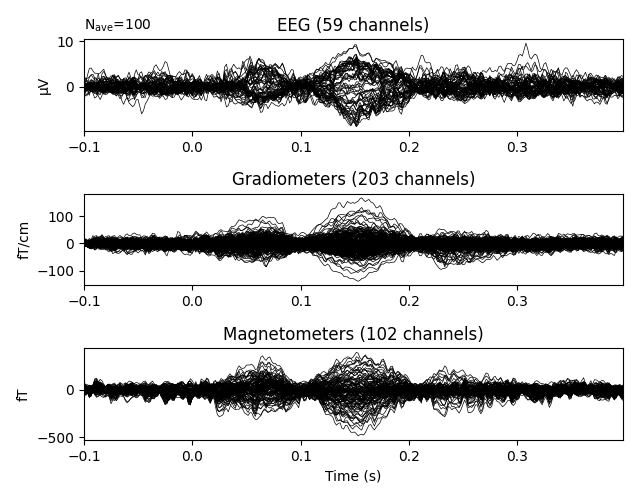 N_ave=100
EEG (59 channels)
10
0
µV
−0.1 0.0 0.1 0.2 0.3
Gradiometers (203 channels)
100
0
−100
fT/cm
−0.1 0.0 0.1 0.2 0.3
Magnetometers (102 channels)
0
−500
fT
−0.1 0.0 0.1 0.2 0.3
Time (s)